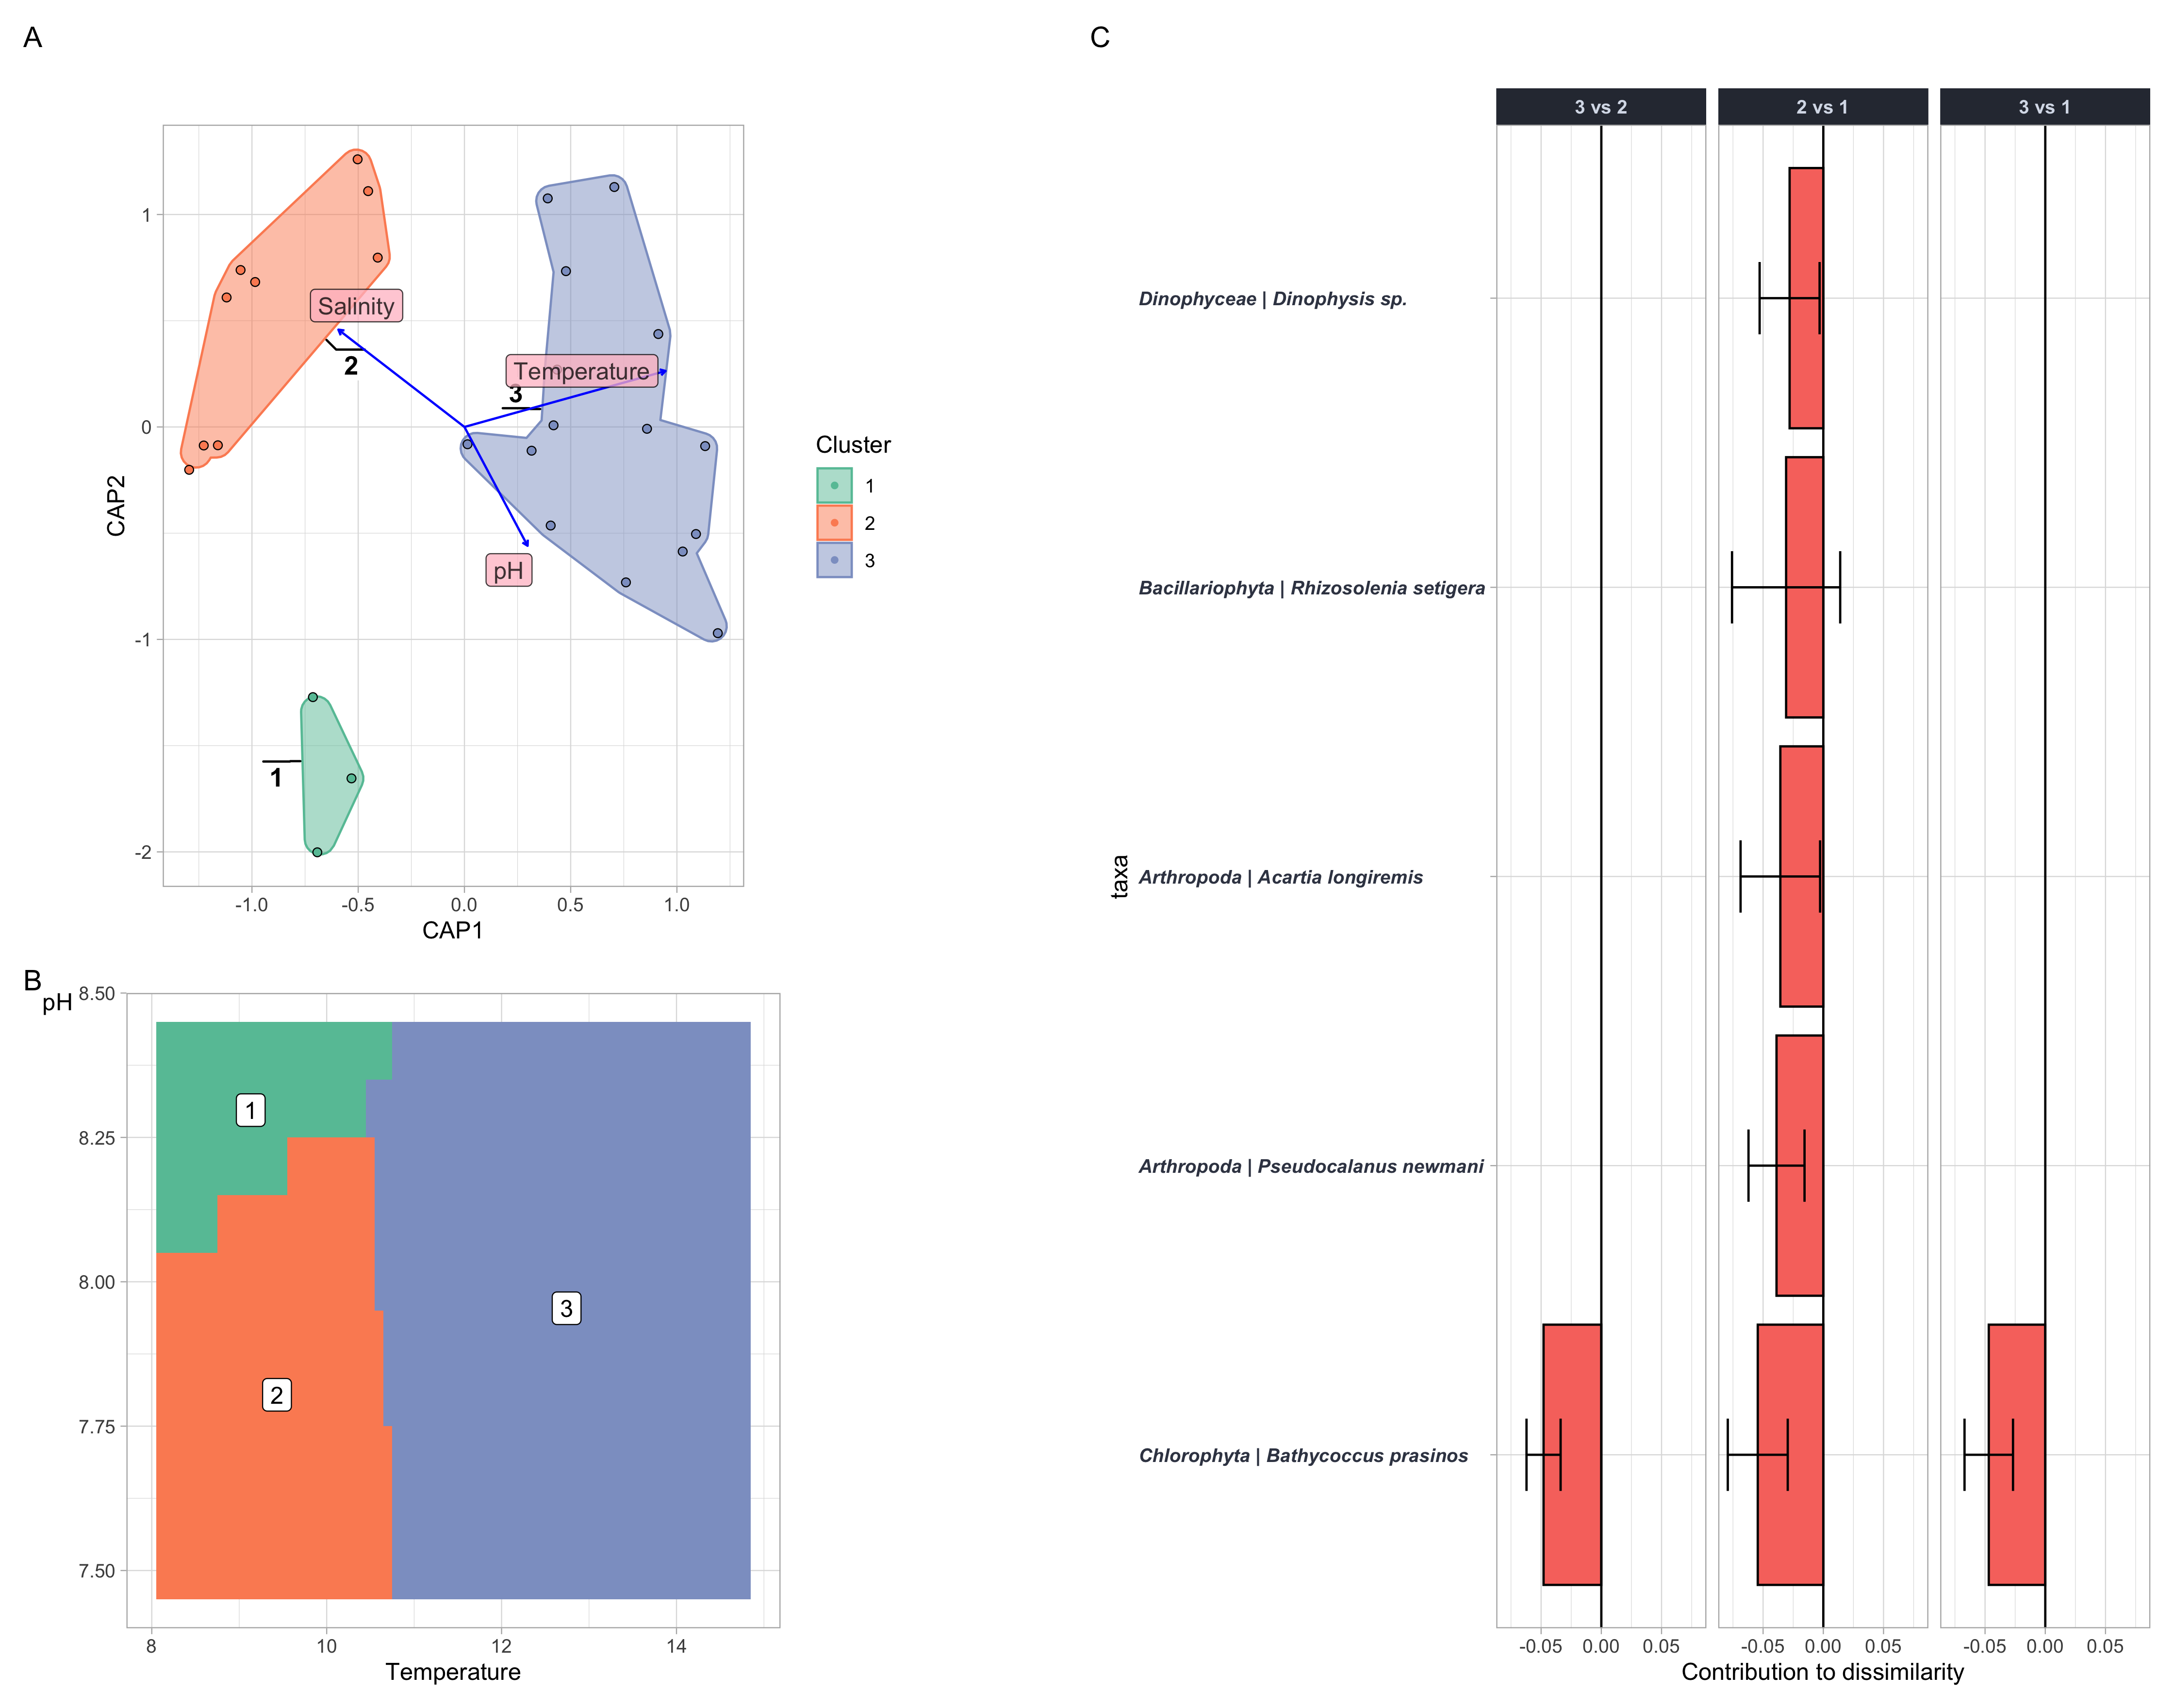 A
1
0
-1
-2
CAP2
-1.0
-0.5
0.0
0.5
1.0
CAP1
Salinity
2
Temperature
3
pH
1
Cluster
1
2
3
B
pH
8.50
8.25
8.00
7.75
7.50
1
2
3
8
10
12
14
Temperature
C
3 vs 2
2 vs 1
3 vs 1
taxa
Dinophyceae | Dinophysis sp.
Bacillariophyta | Rhizosolenia setigera
Arthropoda | Acartia longiremis
Arthropoda | Pseudocalanus newmani
Chlorophyta | Bathycoccus prasinos
-0.05 0.00 0.05
-0.05 0.00 0.05
-0.05 0.00 0.05
Contribution to dissimilarity